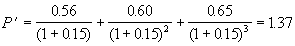 P' = 0.56/(1+0.15) + 0.60/(1+0.15)² + 0.65/(1+0.15)³ = 1.37